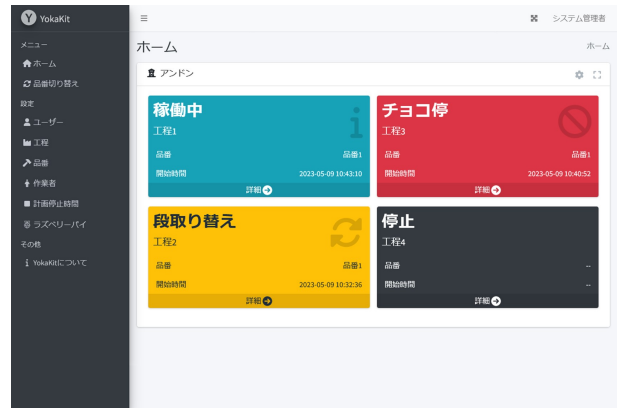 YokaKit
システム管理者
メニュー
ホーム
品番切り替え
設定
ユーザー
工程
品番
作業者
計画停止時間
ラズベリーパイ
その他
YokaKitについて
ホーム
ホーム
アンドン
稼働中
工程1
品番 品番1
開始時間 2023-05-09 10:43:10
詳細
チョコ停
工程3
品番 品番1
開始時間 2023-05-09 10:40:52
詳細
段取り替え
工程2
品番 品番1
開始時間 2023-05-09 10:32:36
詳細
停止
工程4
品番 --
開始時間 --
詳細